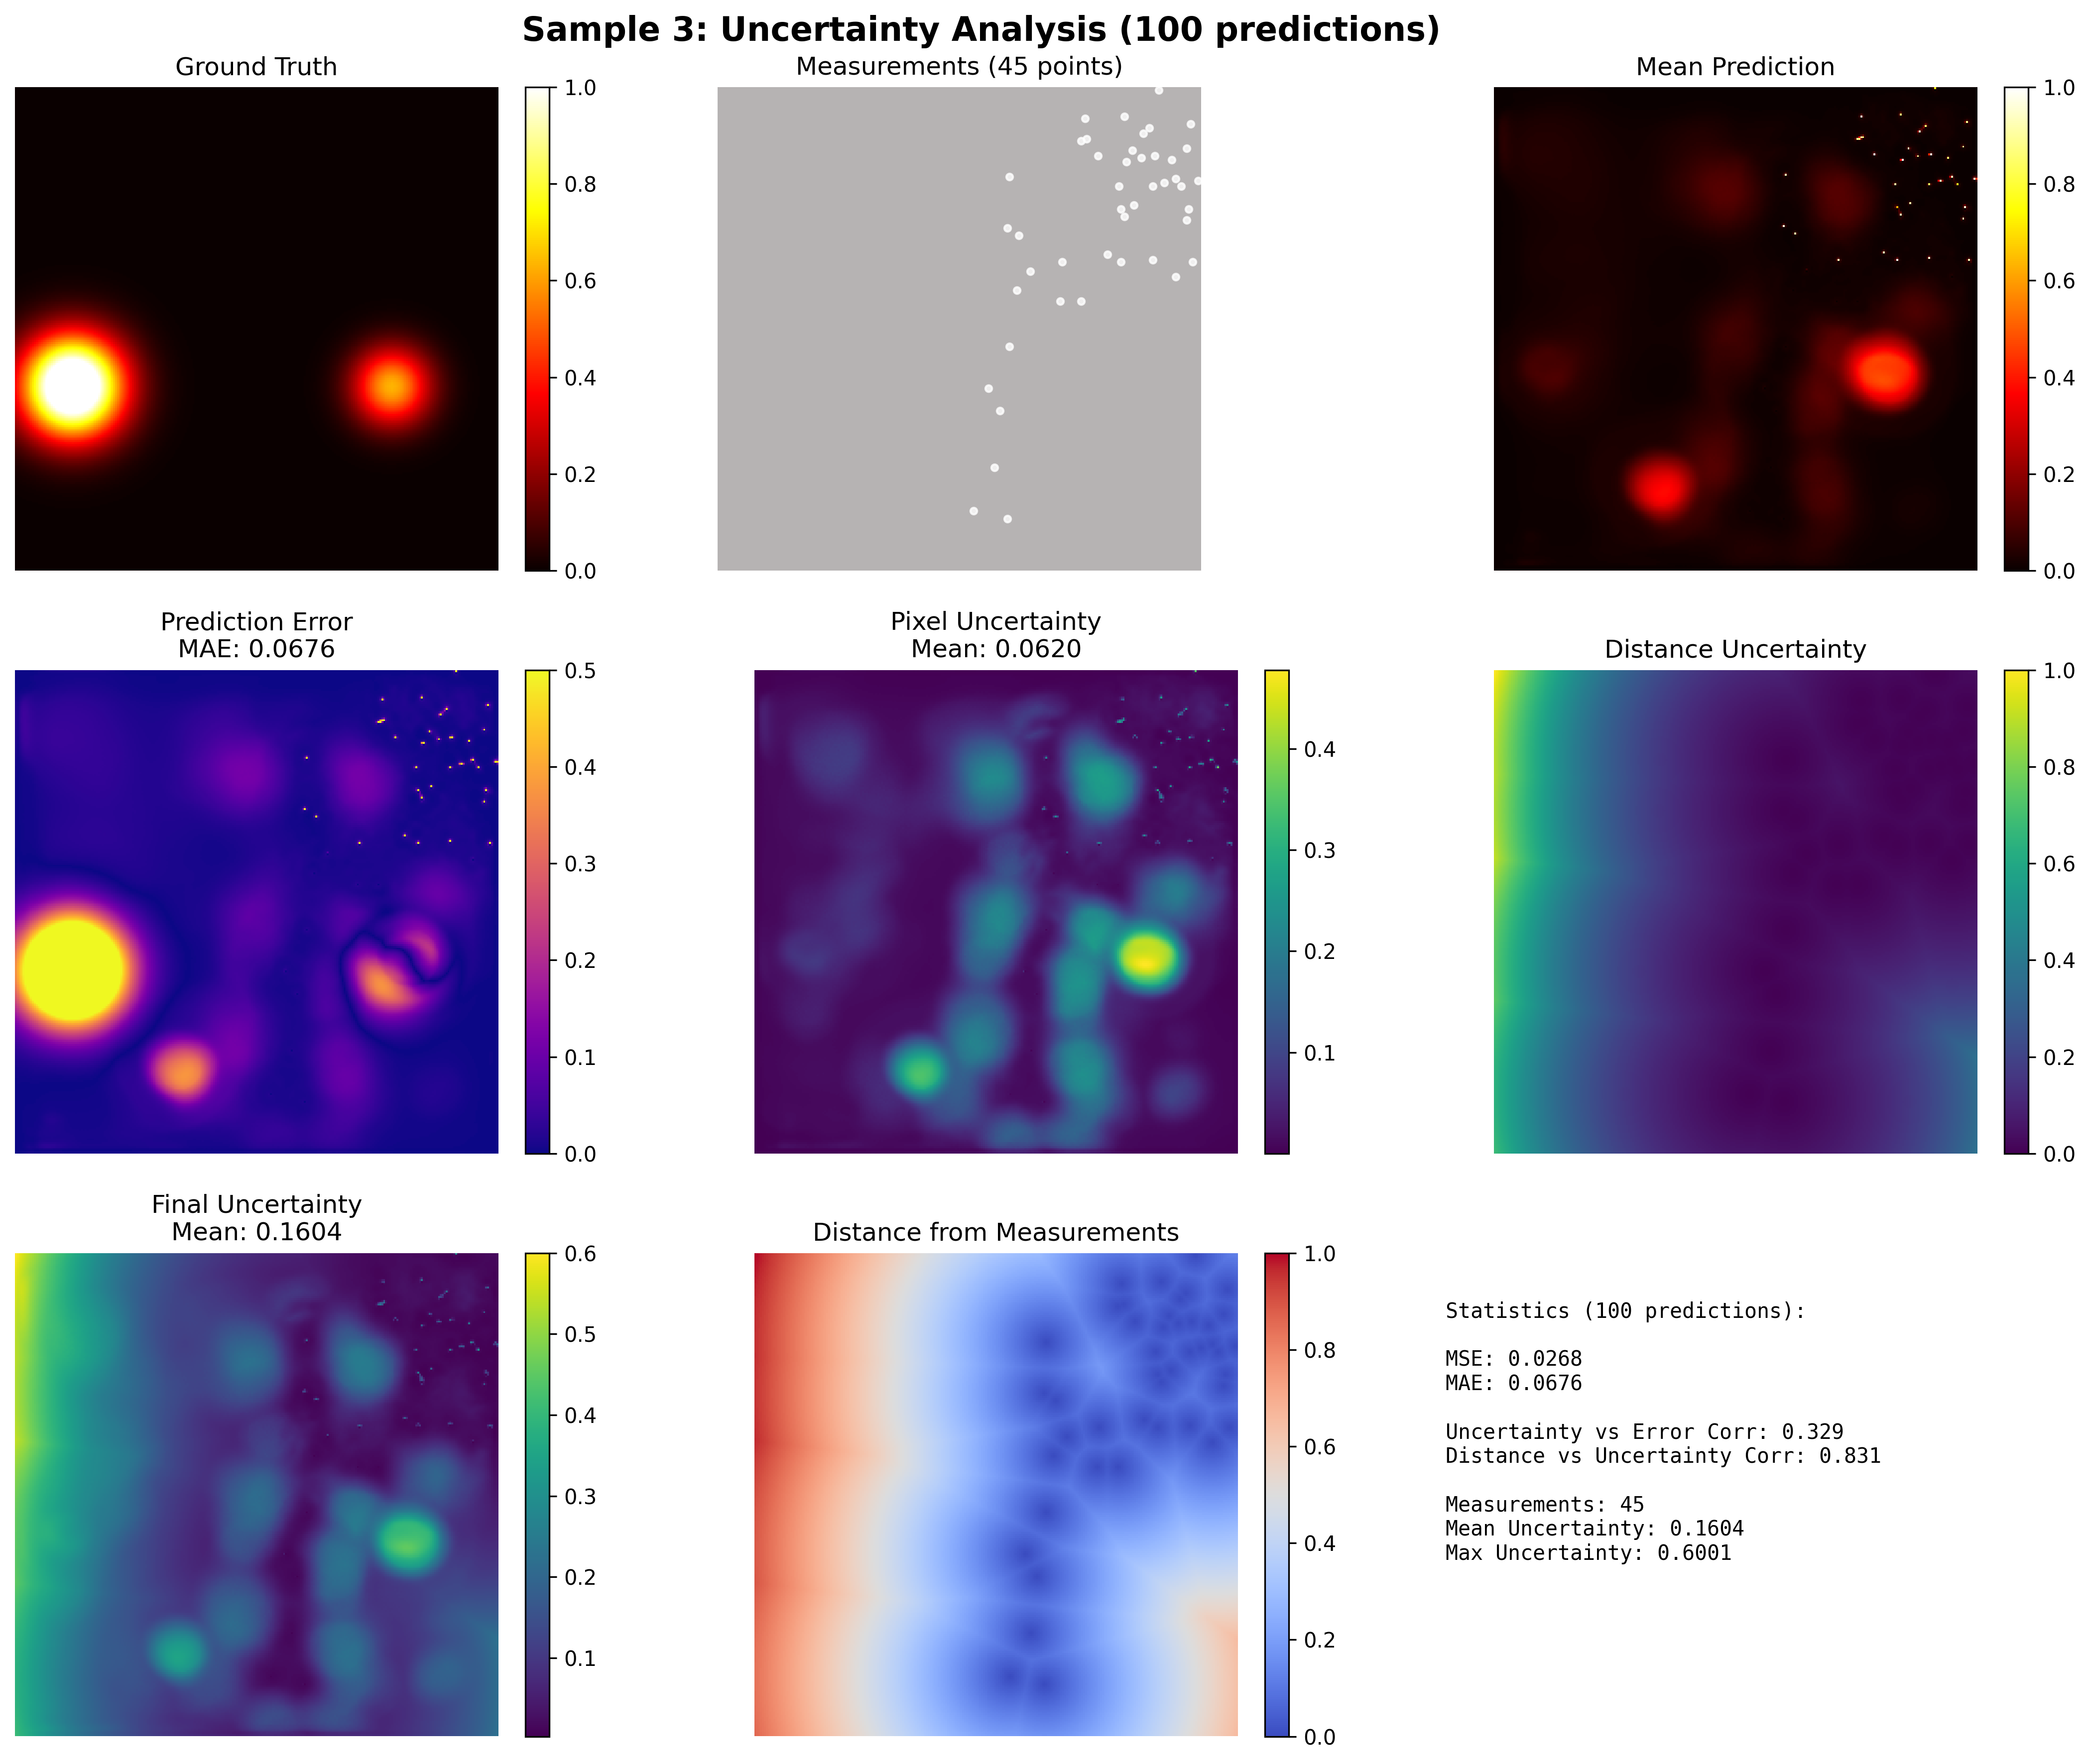 Sample 3: Uncertainty Analysis (100 predictions)
Ground Truth
1.0
0.8
0.6
0.4
0.2
0.0
Measurements (45 points)
Mean Prediction
1.0
0.8
0.6
0.4
0.2
0.0
Prediction Error
MAE: 0.0676
0.5
0.4
0.3
0.2
0.1
0.0
Pixel Uncertainty
Mean: 0.0620
0.4
0.3
0.2
0.1
Distance Uncertainty
1.0
0.8
0.6
0.4
0.2
0.0
Final Uncertainty
Mean: 0.1604
0.6
0.5
0.4
0.3
0.2
0.1
Distance from Measurements
1.0
0.8
0.6
0.4
0.2
0.0
Statistics (100 predictions):
MSE: 0.0268
MAE: 0.0676
Uncertainty vs Error Corr: 0.329
Distance vs Uncertainty Corr: 0.831
Measurements: 45
Mean Uncertainty: 0.1604
Max Uncertainty: 0.6001